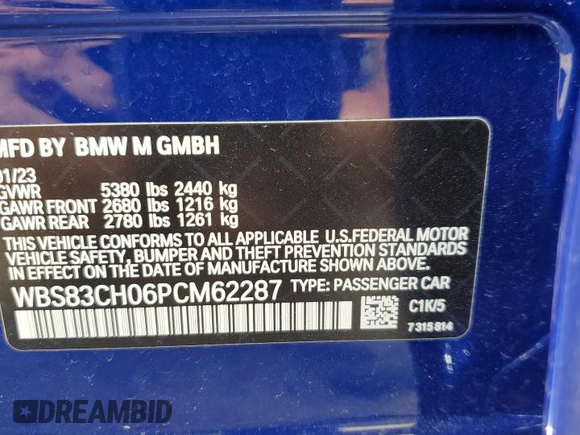 MFD BY BMW M GMBH
01/23
GVWR 5380 lbs 2440 kg
GAWR FRONT 2680 lbs 1216 kg
GAWR REAR 2780 lbs 1261 kg
THIS VEHICLE CONFORMS TO ALL APPLICABLE U.S.FEDERAL MOTOR
VEHICLE SAFETY, BUMPER AND THEFT PREVENTION STANDARDS
IN EFFECT ON THE DATE OF MANUFACTURE SHOWN ABOVE.
WBS83CH06PCM62287 TYPE: PASSENGER CAR
C1K/5
7 315 814
DREAMBID